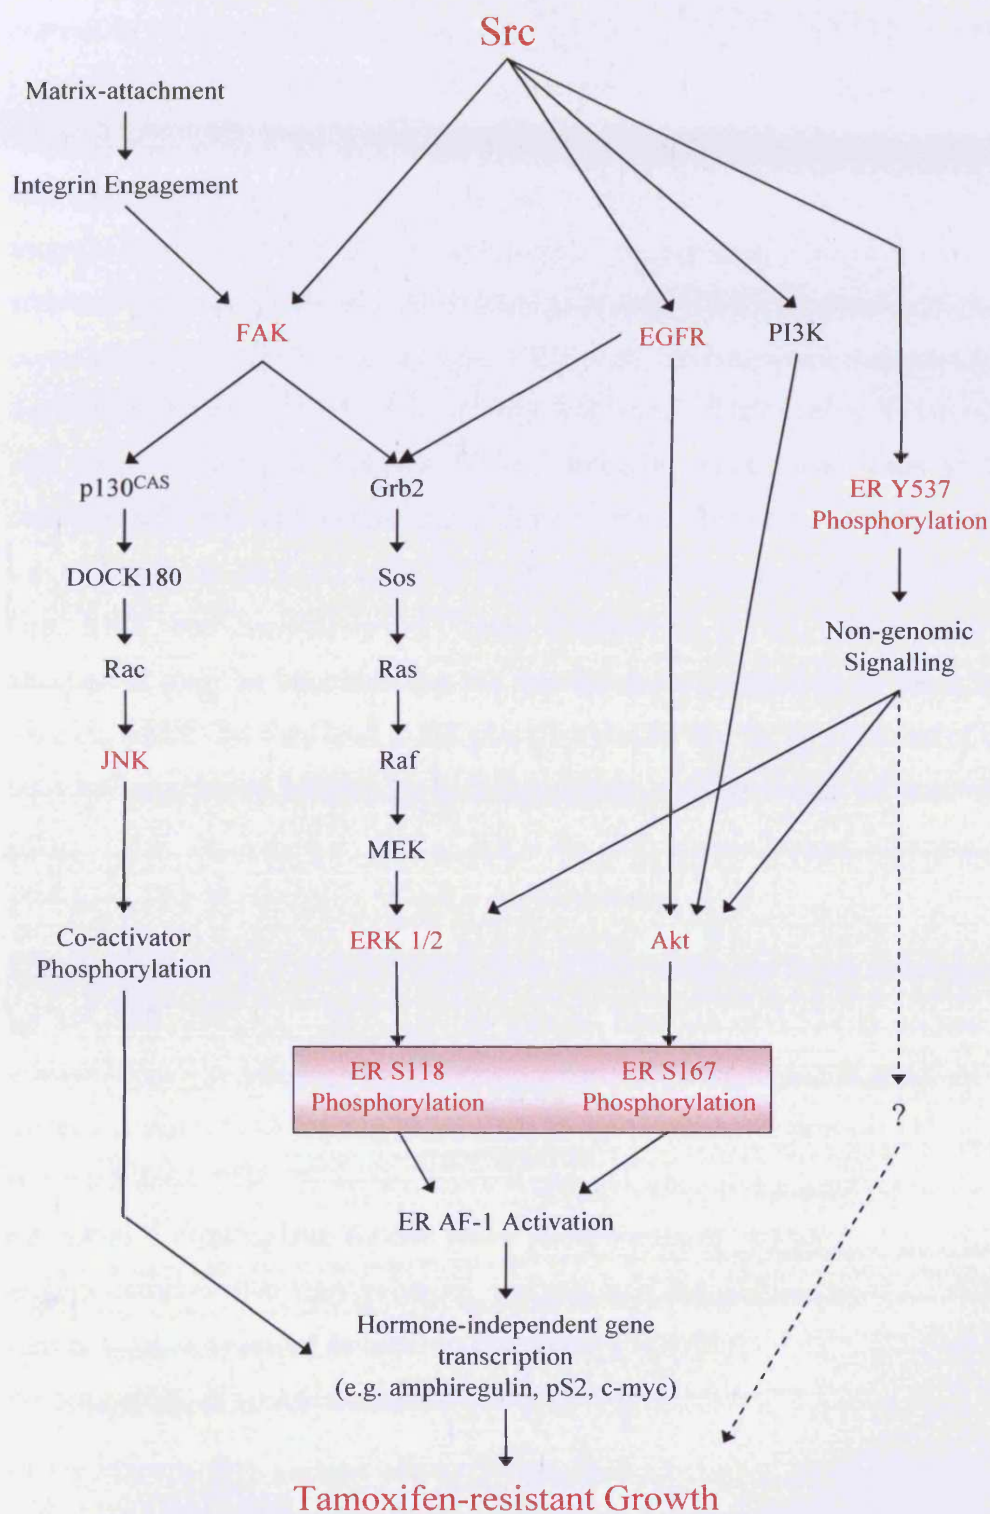 Src
Matrix-attachment
Integrin Engagement
FAK
EGFR
PI3K
p130CAS
Grb2
ER Y537
Phosphorylation
DOCK180
Sos
Non-genomic
Signalling
Rac
Ras
JNK
Raf
MEK
Co-activator
Phosphorylation
ERK 1/2
Akt
ER S118
Phosphorylation
ER S167
Phosphorylation
?
ER AF-1 Activation
Hormone-independent gene
transcription
(e.g. amphiregulin, pS2, c-myc)
Tamoxifen-resistant Growth